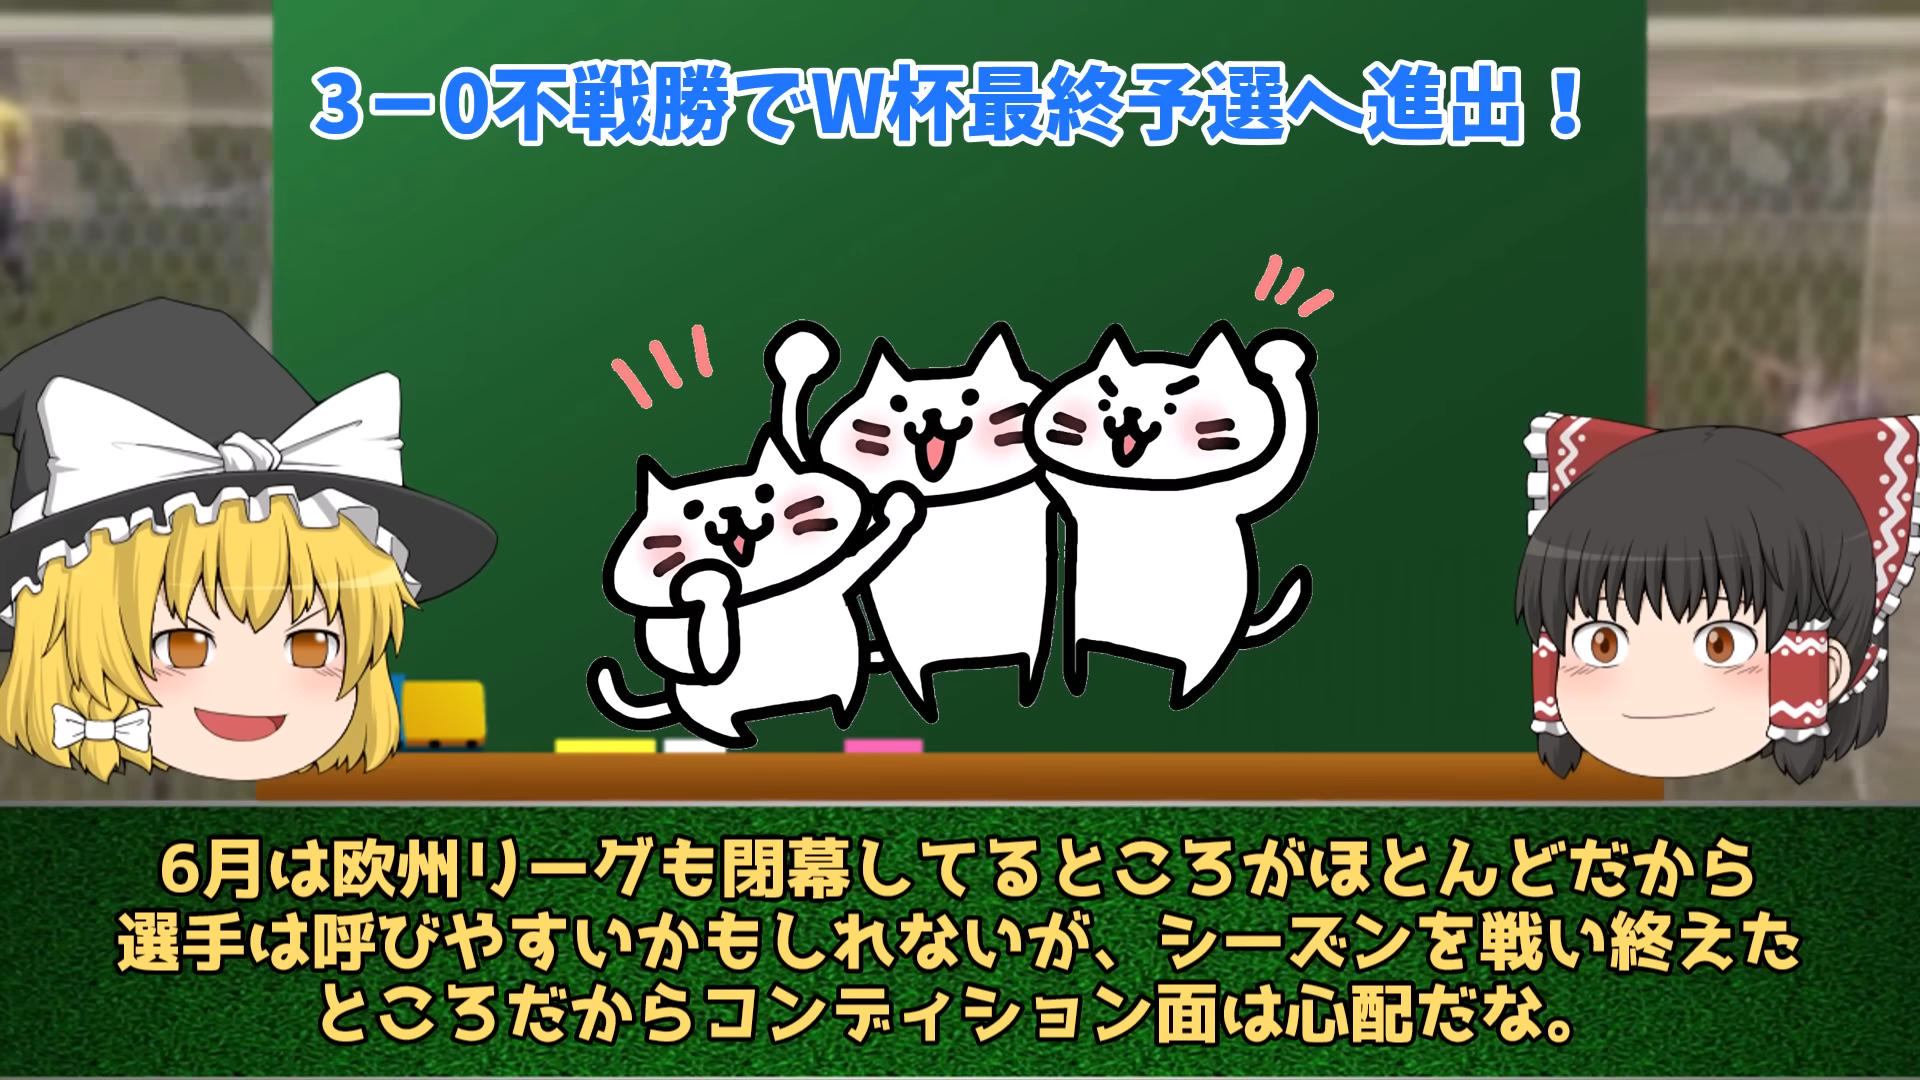 3－0不戦勝でW杯最終予選へ進出！
6月は欧州リーグも閉幕してるところがほとんどだから
選手は呼びやすいかもしれないが、シーズンを戦い終えた
ところだからコンディション面は心配だな。